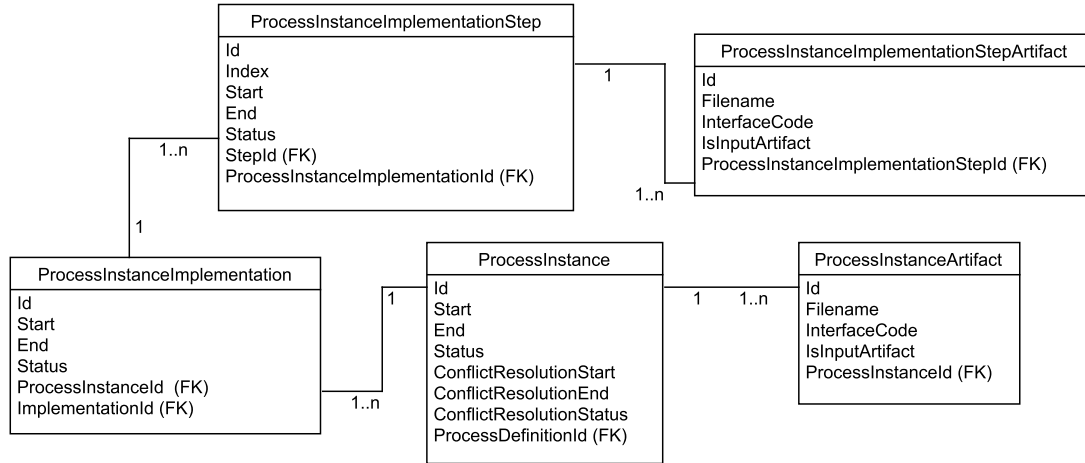 ProcessInstanceImplementationStep
Id
Index
Start
End
Status
StepId (FK)
ProcessInstanceImplementationId (FK)
ProcessInstanceImplementationStepArtifact
Id
Filename
InterfaceCode
IsInputArtifact
ProcessInstanceImplementationStepId (FK)
1
1..n
1..n
1
ProcessInstanceImplementation
Id
Start
End
Status
ProcessInstanceId (FK)
ImplementationId (FK)
1
1..n
ProcessInstance
Id
Start
End
Status
ConflictResolutionStart
ConflictResolutionEnd
ConflictResolutionStatus
ProcessDefinitionId (FK)
1
1..n
ProcessInstanceArtifact
Id
Filename
InterfaceCode
IsInputArtifact
ProcessInstanceId (FK)